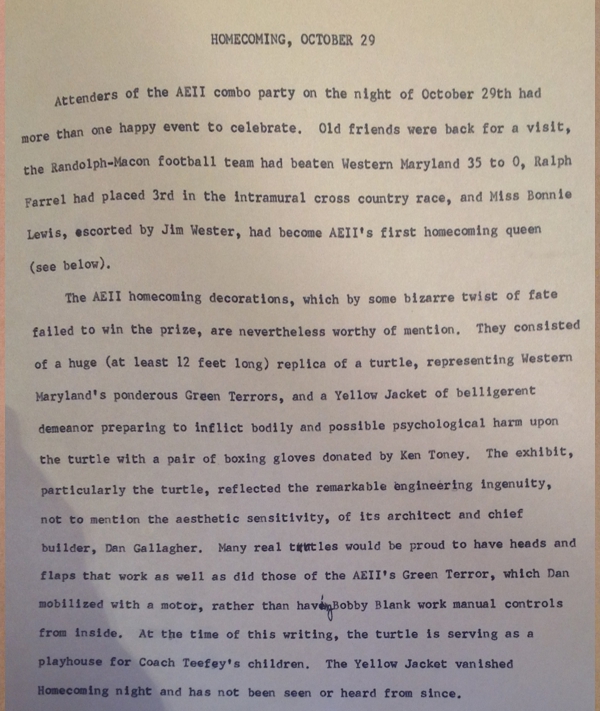 HOMECOMING, OCTOBER 29
Attenders of the AEII combo party on the night of October 29th had
more than one happy event to celebrate. Old friends were back for a visit,
the Randolph-Macon football team had beaten Western Maryland 35 to 0, Ralph
Farrel had placed 3rd in the intramural cross country race, and Miss Bonnie
Lewis, escorted by Jim Wester, had become AEII's first homecoming queen
(see below).
The AEII homecoming decorations, which by some bizarre twist of fate
failed to win the prize, are nevertheless worthy of mention. They consisted
of a huge (at least 12 feet long) replica of a turtle, representing Western
Maryland's ponderous Green Terrors, and a Yellow Jacket of belligerent
demeanor preparing to inflict bodily and possible psychological harm upon
the turtle with a pair of boxing gloves donated by Ken Toney. The exhibit,
particularly the turtle, reflected the remarkable engineering ingenuity,
not to mention the aesthetic sensitivity, of its architect and chief
builder, Dan Gallagher. Many real turtles would be proud to have heads and
flaps that work as well as did those of the AEII's Green Terror, which Dan
mobilized with a motor, rather than having Bobby Blank work manual controls
from inside. At the time of this writing, the turtle is serving as a
playhouse for Coach Teefey's children. The Yellow Jacket vanished
Homecoming night and has not been seen or heard from since.